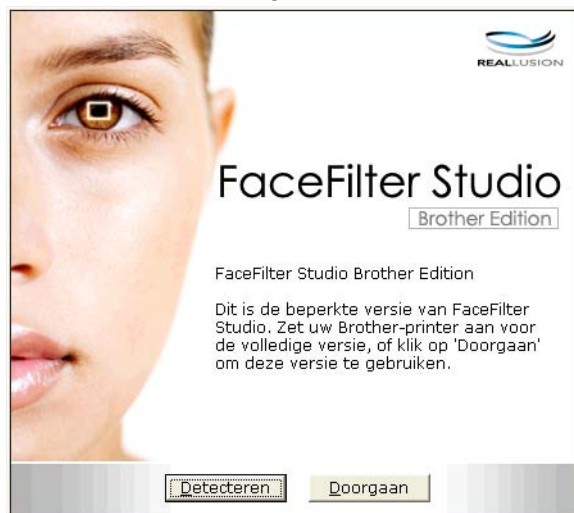 REALLUSION
FaceFilter Studio
Brother Edition
FaceFilter Studio Brother Edition
Dit is de beperkte versie van FaceFilter
Studio. Zet uw Brother-printer aan voor
de volledige versie, of klik op 'Doorgaan'
om deze versie te gebruiken.
Detecteren
Doorgaan